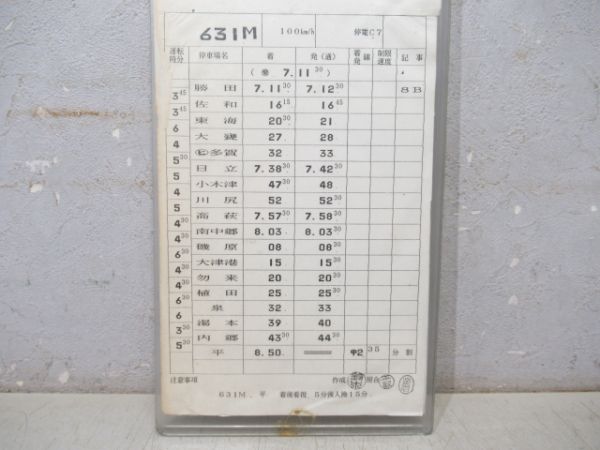 631M 100km/h 停電C7
運転時分 停車場名 着 発(通) 着発 線 制限速度 記事
7.11 30
3 45 勝田 7.11 30 7.12 30 8B
3 45 佐和 16 15 16 45
6 東海 20 30 21
4 大甕 27 28
5 30 多賀 32 33
5 日立 7.38 30 7.42 30
4 小木津 47 30 48
5 川尻 52 52 30
4 30 高萩 7.57 30 7.58 30
4 30 南中郷 8.03 8.03 30
6 30 磯原 08 08 30
4 30 大津港 15 15 30
4 30 勿来 20 20 30
6 30 植田 25 25 30
6 泉 32 33
3 30 湯本 39 40
5 30 内郷 43 30 44 30
平 8.50 中2 35 分割
注意事項 作成 照合
631M、平 着後着換、5分後入換15分